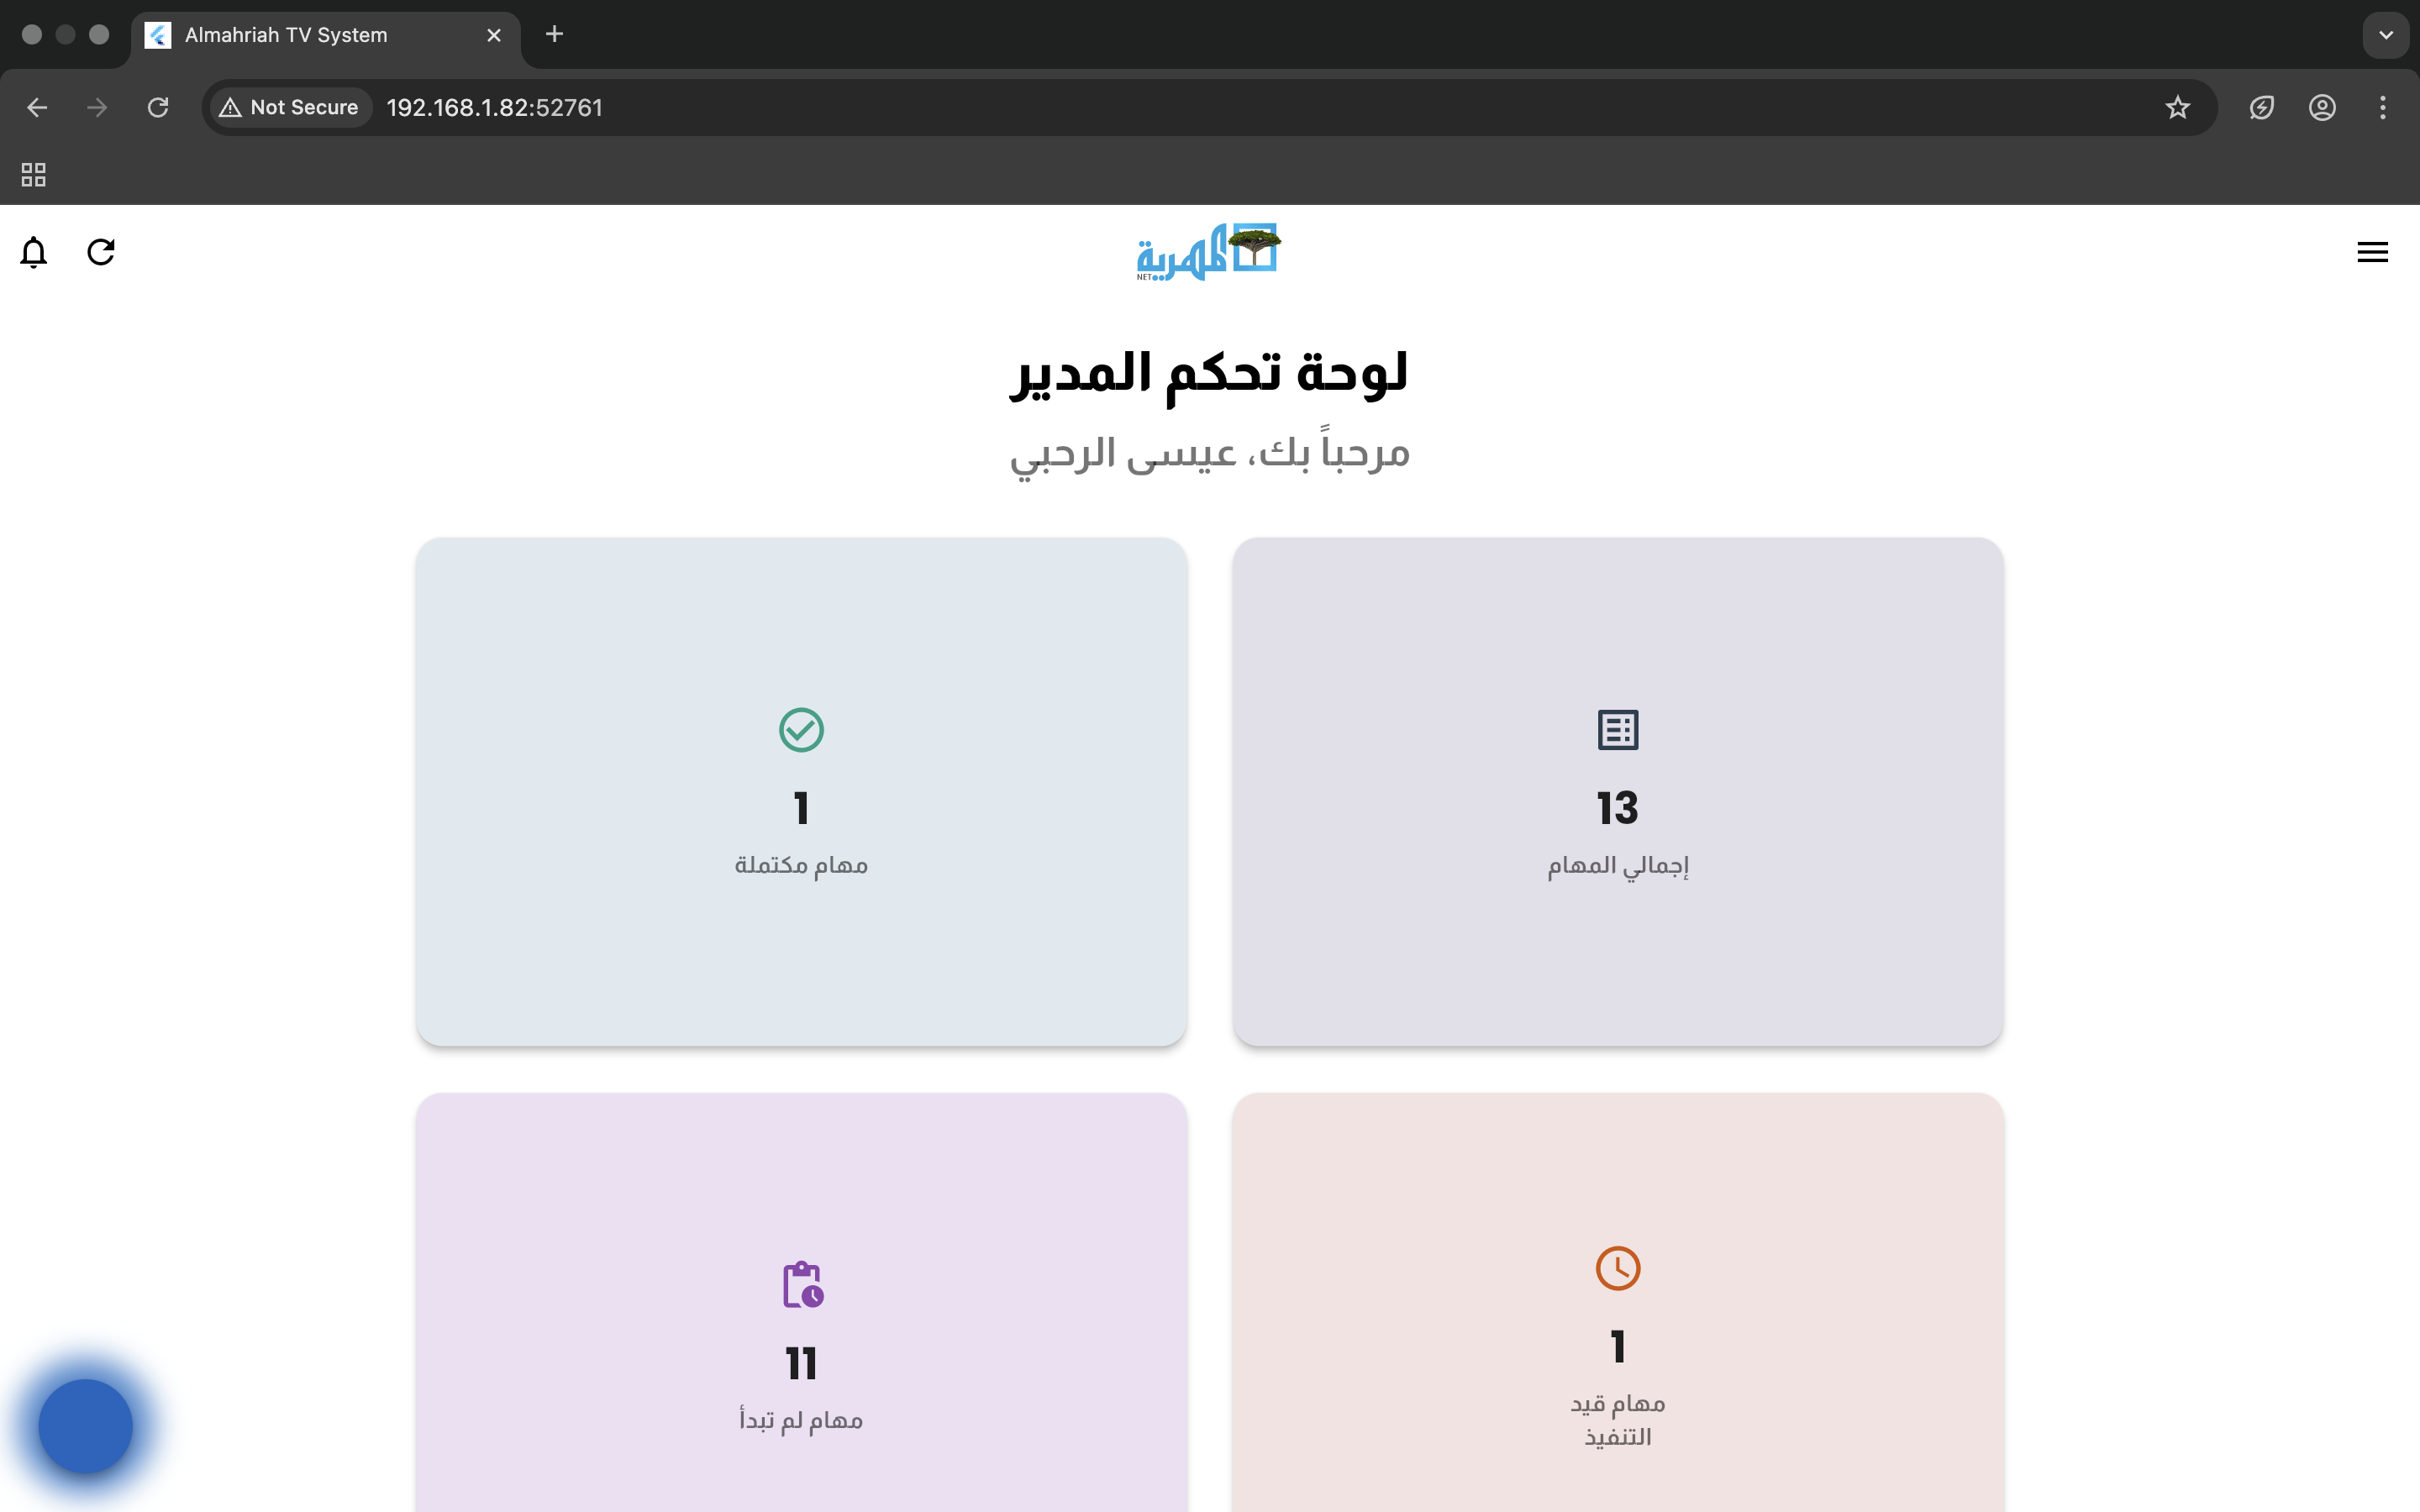 Almahriah TV System
Not Secure
192.168.1.82:52761
المهرية
NET
لوحة تحكم المدير
مرحباً بك، عيسى الرحبي
13
إجمالي المهام
1
مهام مكتملة
1
مهام قيد
التنفيذ
11
مهام لم تبدأ